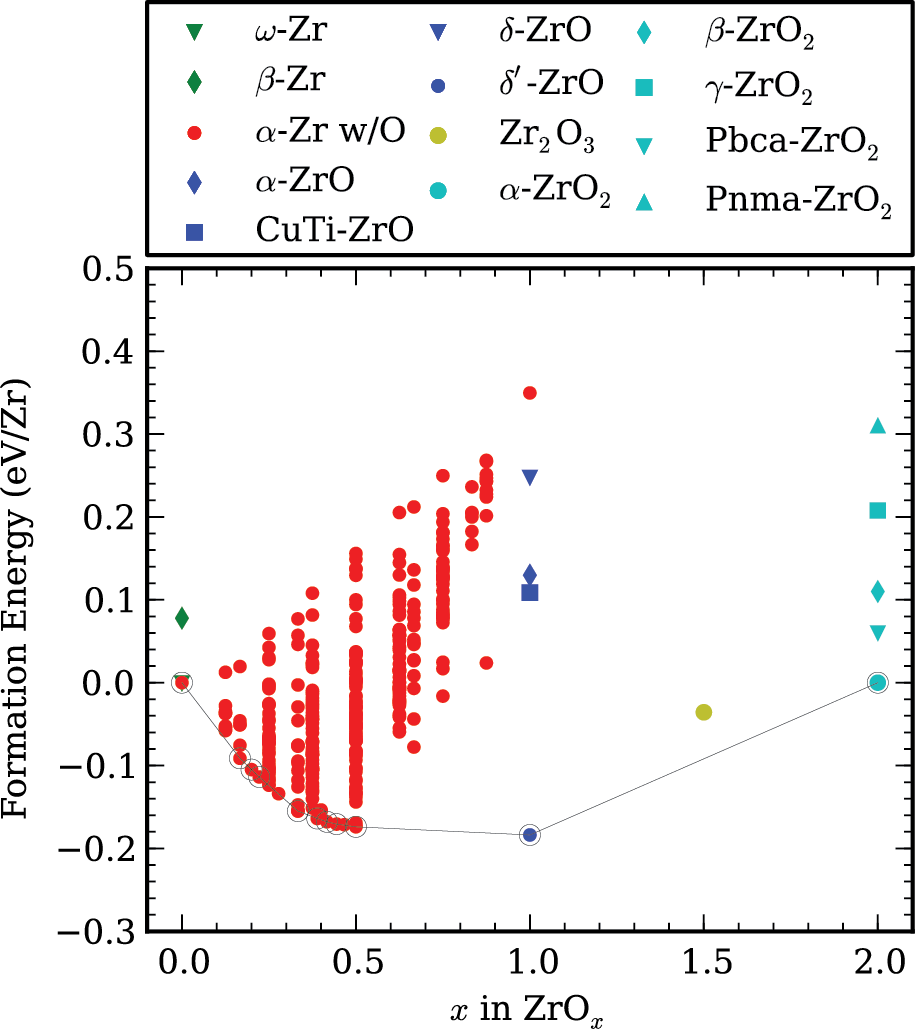 ω-Zr
β-Zr
α-Zr w/O
α-ZrO
CuTi-ZrO
δ-ZrO
δ′-ZrO
Zr₂O₃
α-ZrO₂
β-ZrO₂
γ-ZrO₂
Pbca-ZrO₂
Pnma-ZrO₂
0.5
0.4
0.3
0.2
0.1
0.0
−0.1
−0.2
−0.3
Formation Energy (eV/Zr)
0.0 0.5 1.0 1.5 2.0
x in ZrOₓ